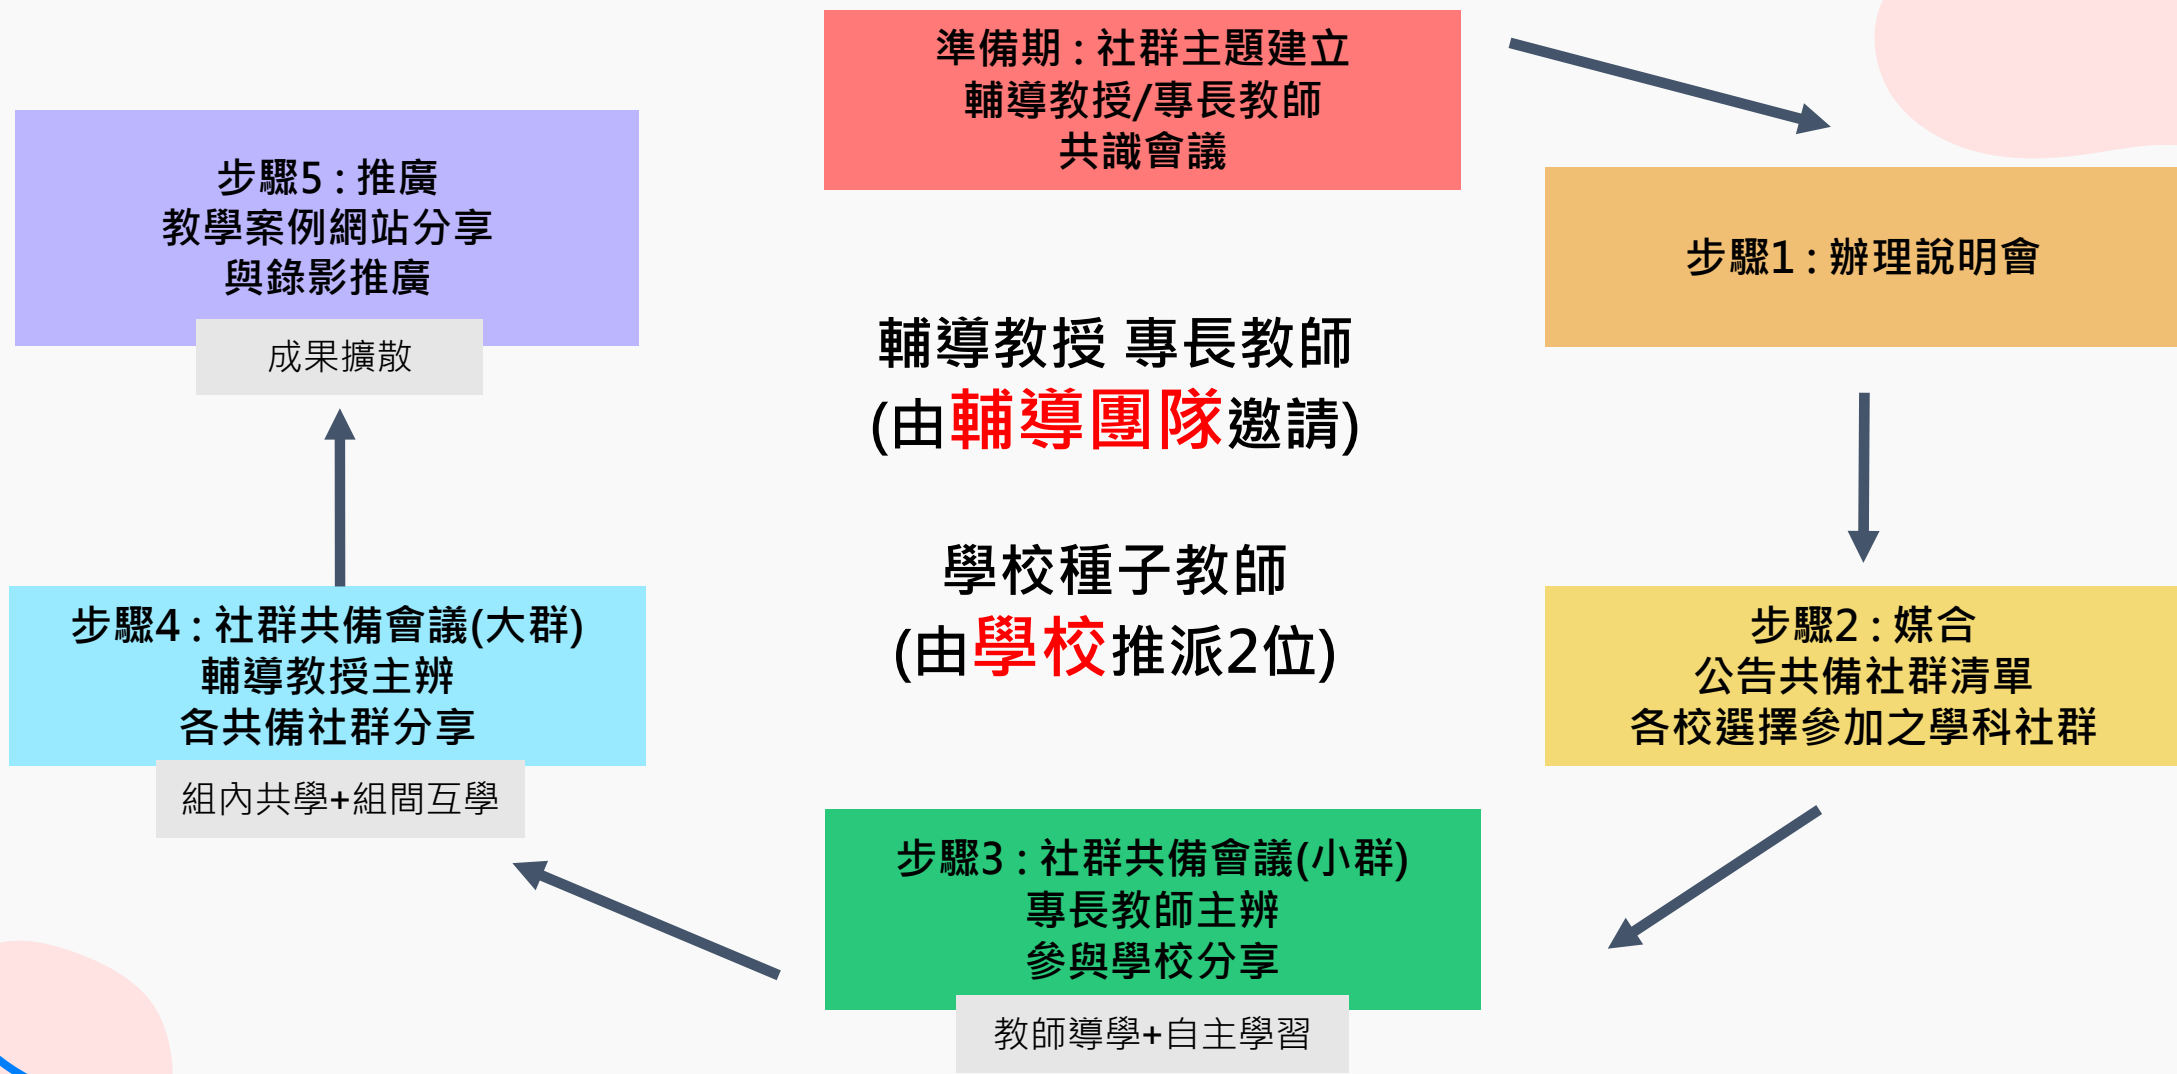 準備期 : 社群主題建立
輔導教授/專長教師
共識會議
步驟1 : 辦理說明會
步驟2 : 媒合
公告共備社群清單
各校選擇參加之學科社群
步驟3 : 社群共備會議(小群)
專長教師主辨
參與學校分享
教師導學+自主學習
步驟4 : 社群共備會議(大群)
輔導教授主辨
各共備社群分享
組內共學+組間互學
步驟5 : 推廣
教學案例網站分享
與錄影推廣
成果擴散
輔導教授 專長教師
(由輔導團隊邀請)
學校種子教師
(由學校推派2位)